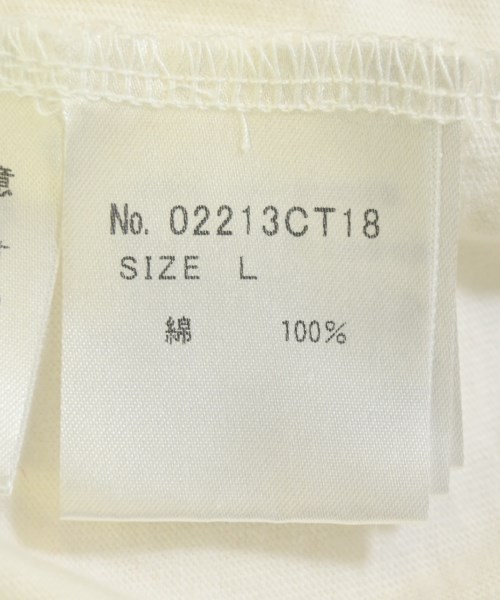 No. 02213CT18
SIZE L
綿 100%